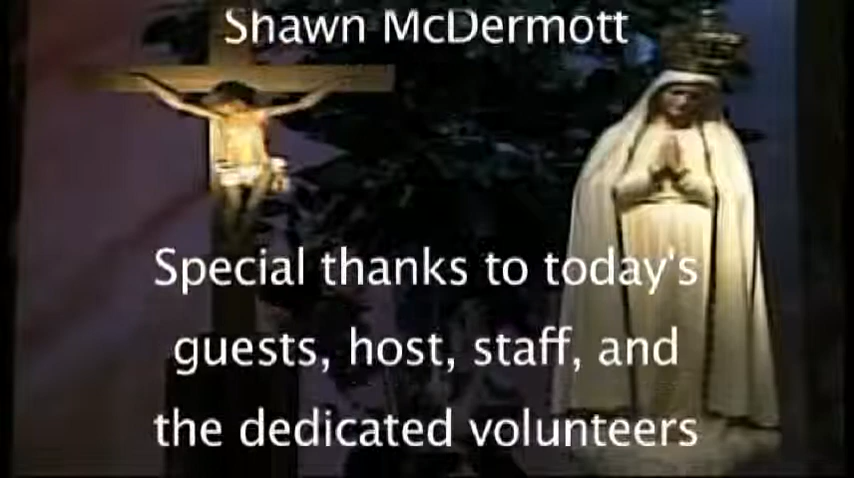 Shawn McDermott
Special thanks to today's
guests, host, staff, and
the dedicated volunteers